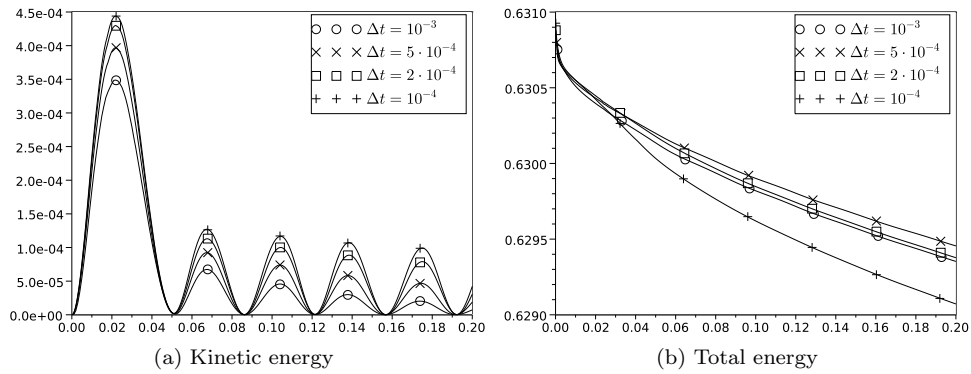 4.5e-04
4.0e-04
3.5e-04
3.0e-04
2.5e-04
2.0e-04
1.5e-04
1.0e-04
5.0e-05
0.0e+00
0.00 0.02 0.04 0.06 0.08 0.10 0.12 0.14 0.16 0.18 0.20
Δt = 10⁻³
Δt = 5 · 10⁻⁴
Δt = 2 · 10⁻⁴
Δt = 10⁻⁴
(a) Kinetic energy
0.6310
0.6305
0.6300
0.6295
0.6290
0.00 0.02 0.04 0.06 0.08 0.10 0.12 0.14 0.16 0.18 0.20
Δt = 10⁻³
Δt = 5 · 10⁻⁴
Δt = 2 · 10⁻⁴
Δt = 10⁻⁴
(b) Total energy